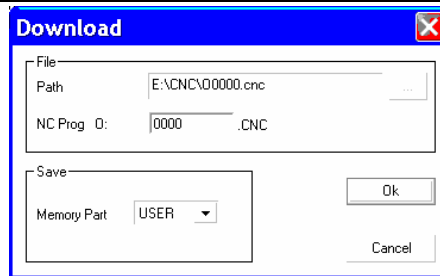 Download
File
Path E:\CNC\O0000.cnc ...
NC Prog O: 0000 .CNC
Save
Memory Part USER
Ok
Cancel